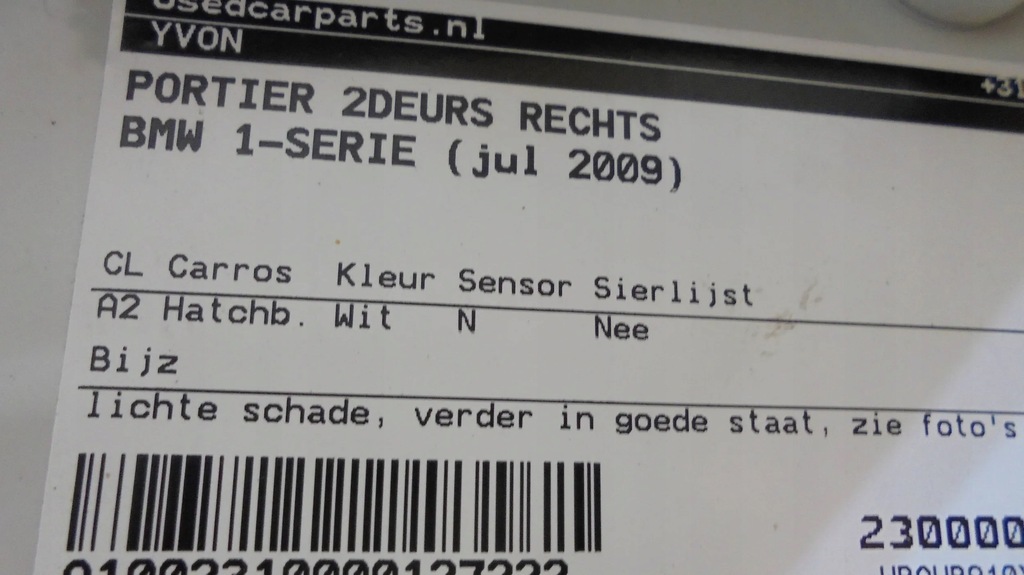 usedcarparts.nl
YVON
+31
PORTIER 2DEURS RECHTS
BMW 1-SERIE (jul 2009)
CL Carros Kleur Sensor Sierlijst
A2 Hatchb. Wit N Nee
Bijz
lichte schade, verder in goede staat, zie foto's
230000